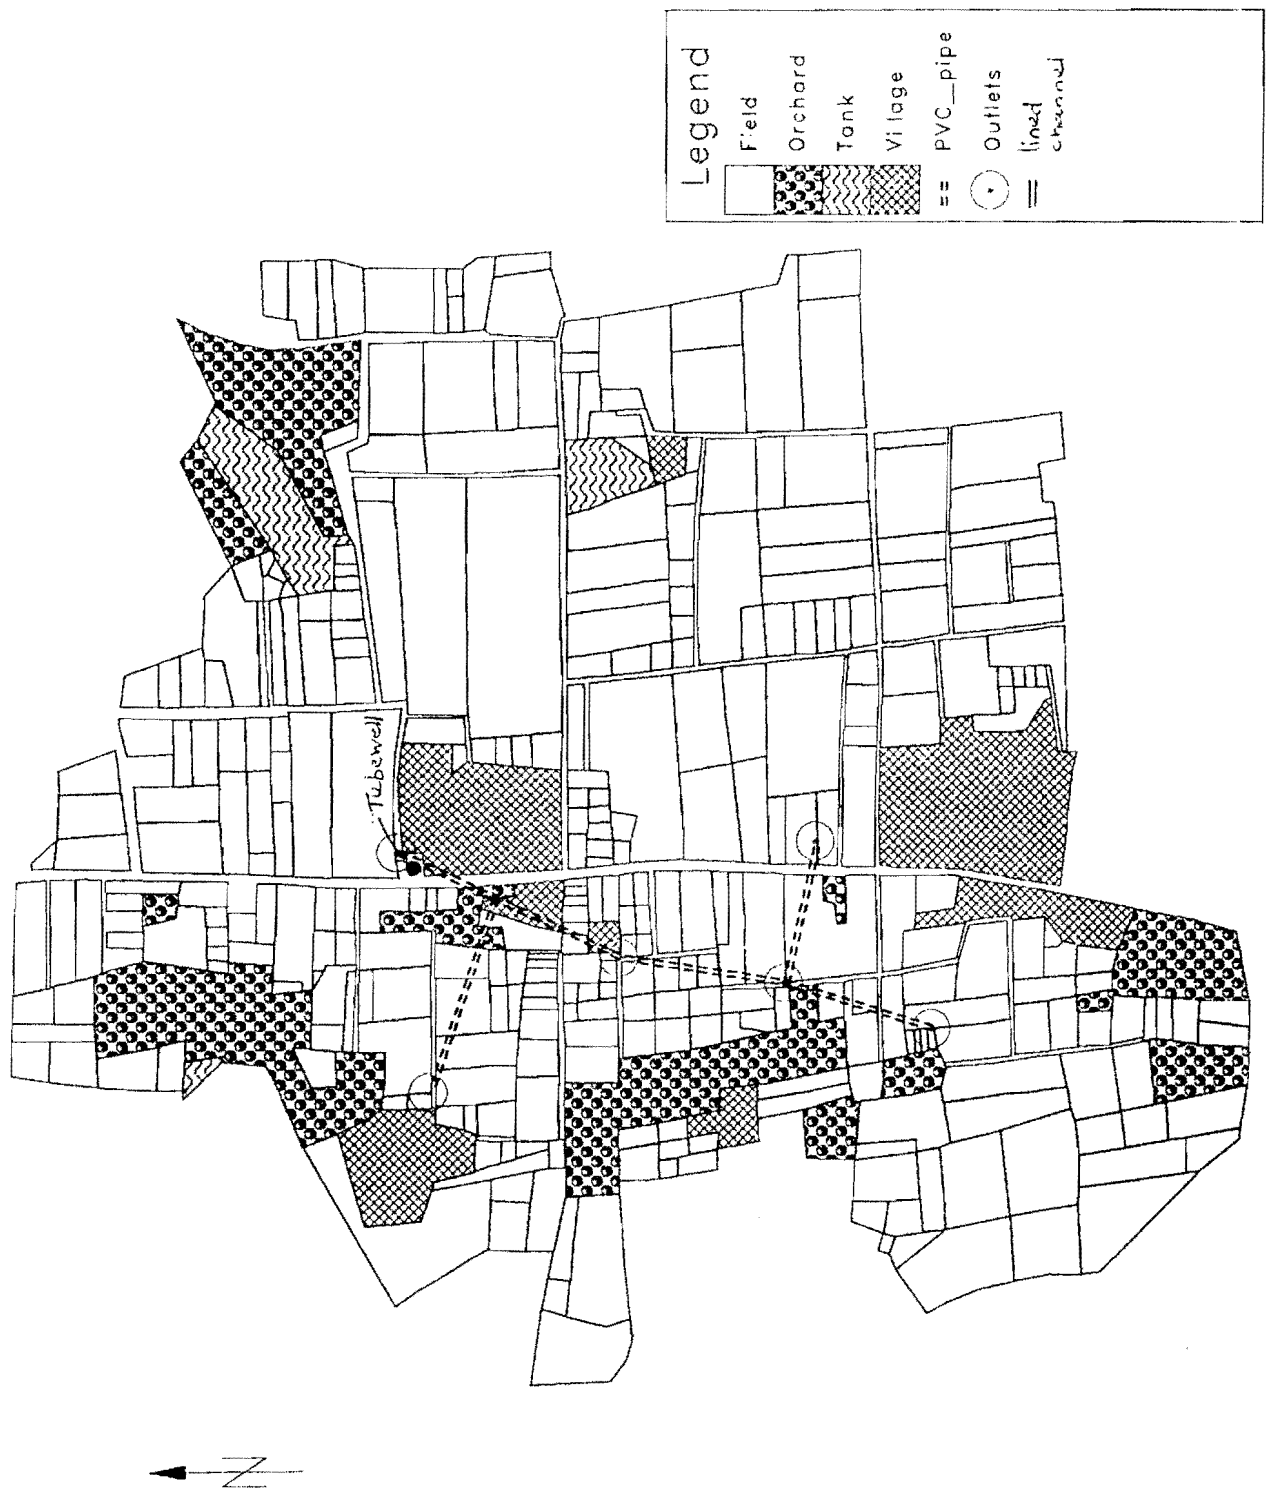 Legend
Field
Orchard
Tank
Village
PVC_pipe
Outlets
lined
channel
Tubewell
N